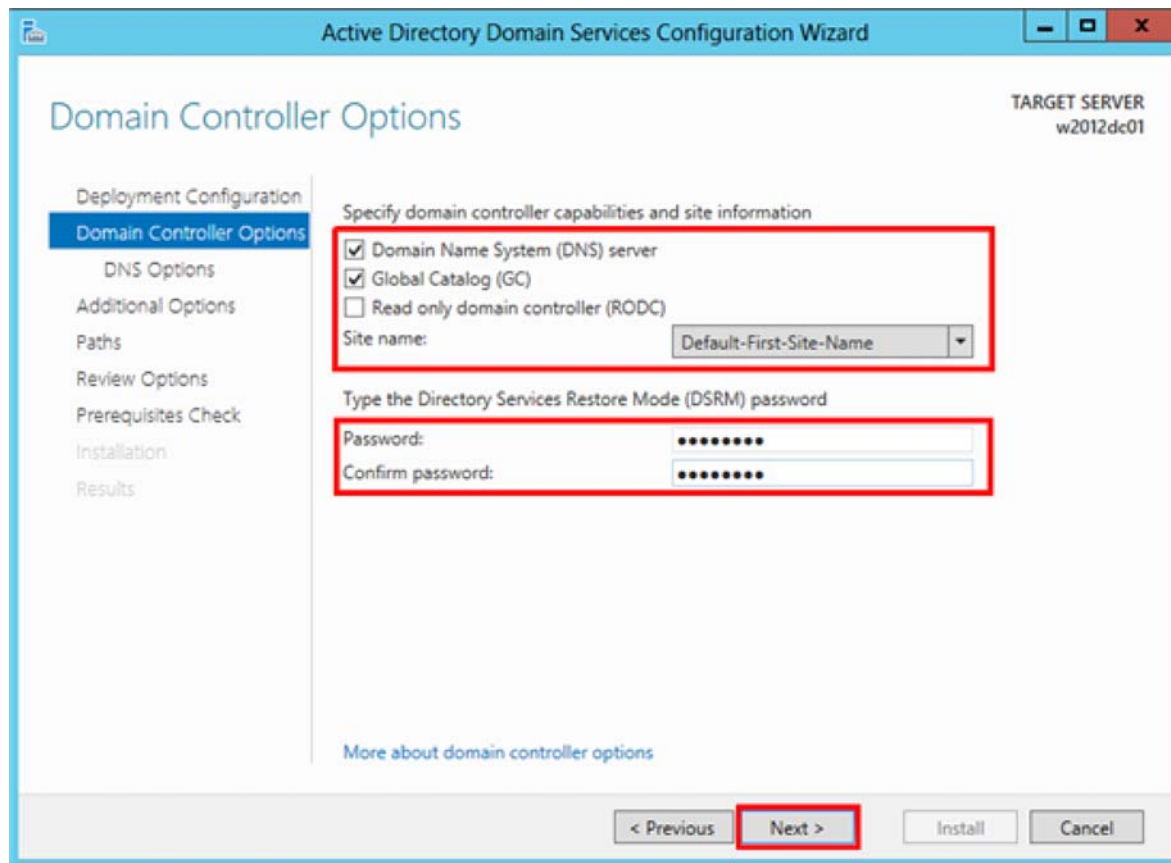 Active Directory Domain Services Configuration Wizard
Domain Controller Options
TARGET SERVER
w2012dc01
Deployment Configuration
Domain Controller Options
DNS Options
Additional Options
Paths
Review Options
Prerequisites Check
Installation
Results
Specify domain controller capabilities and site information
Domain Name System (DNS) server
Global Catalog (GC)
Read only domain controller (RODC)
Site name: Default-First-Site-Name
Type the Directory Services Restore Mode (DSRM) password
Password: ••••••••
Confirm password: ••••••••
More about domain controller options
< Previous Next > Install Cancel